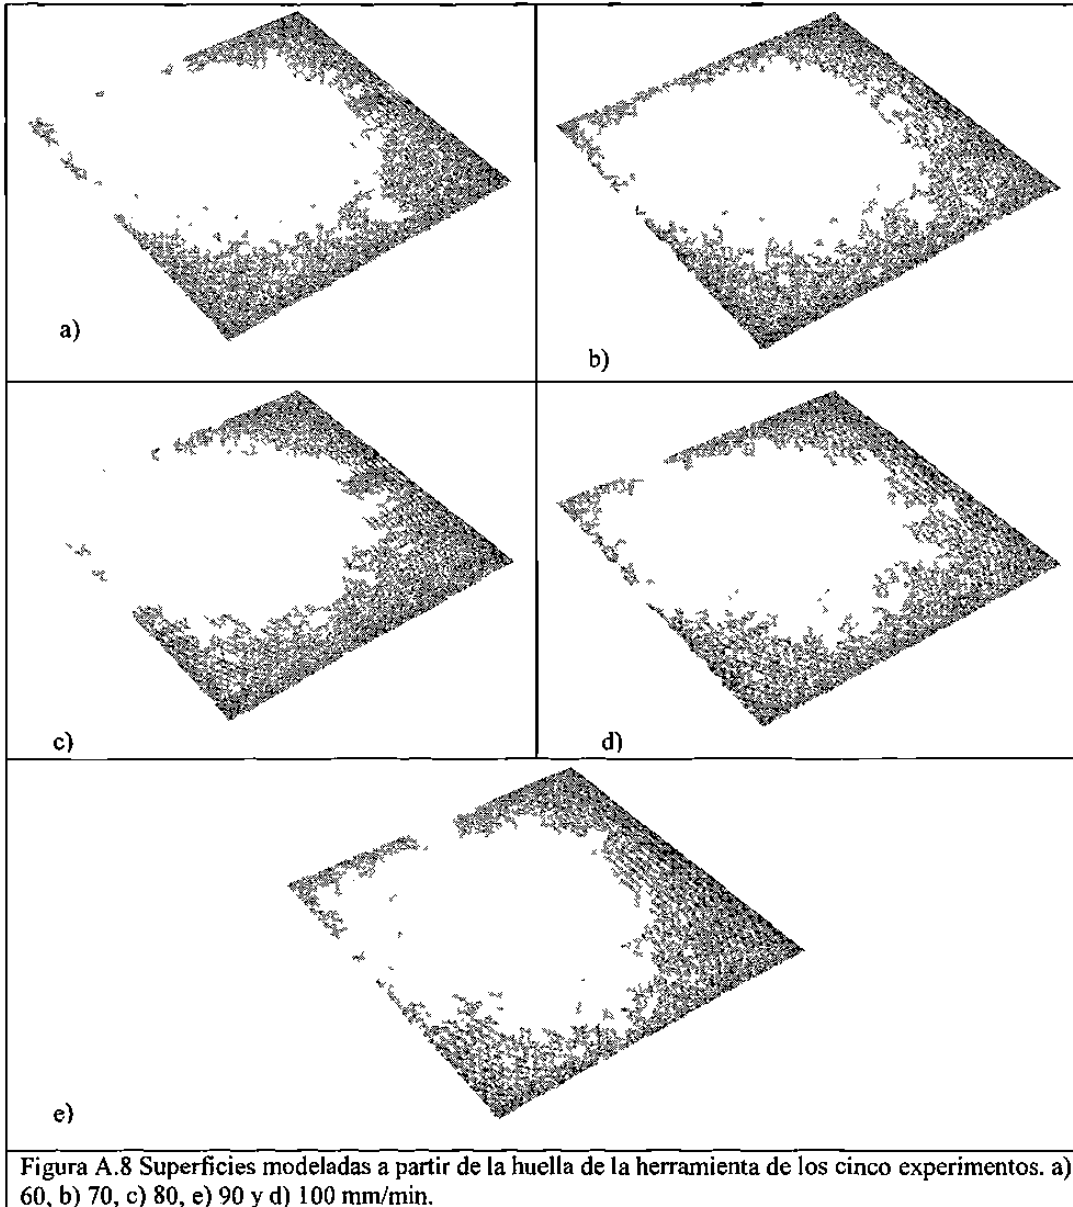 a)
b)
c)
d)
e)
Figura A.8 Superficies modeladas a partir de la huella de la herramienta de los cinco experimentos. a)
60, b) 70, c) 80, e) 90 y d) 100 mm/min.